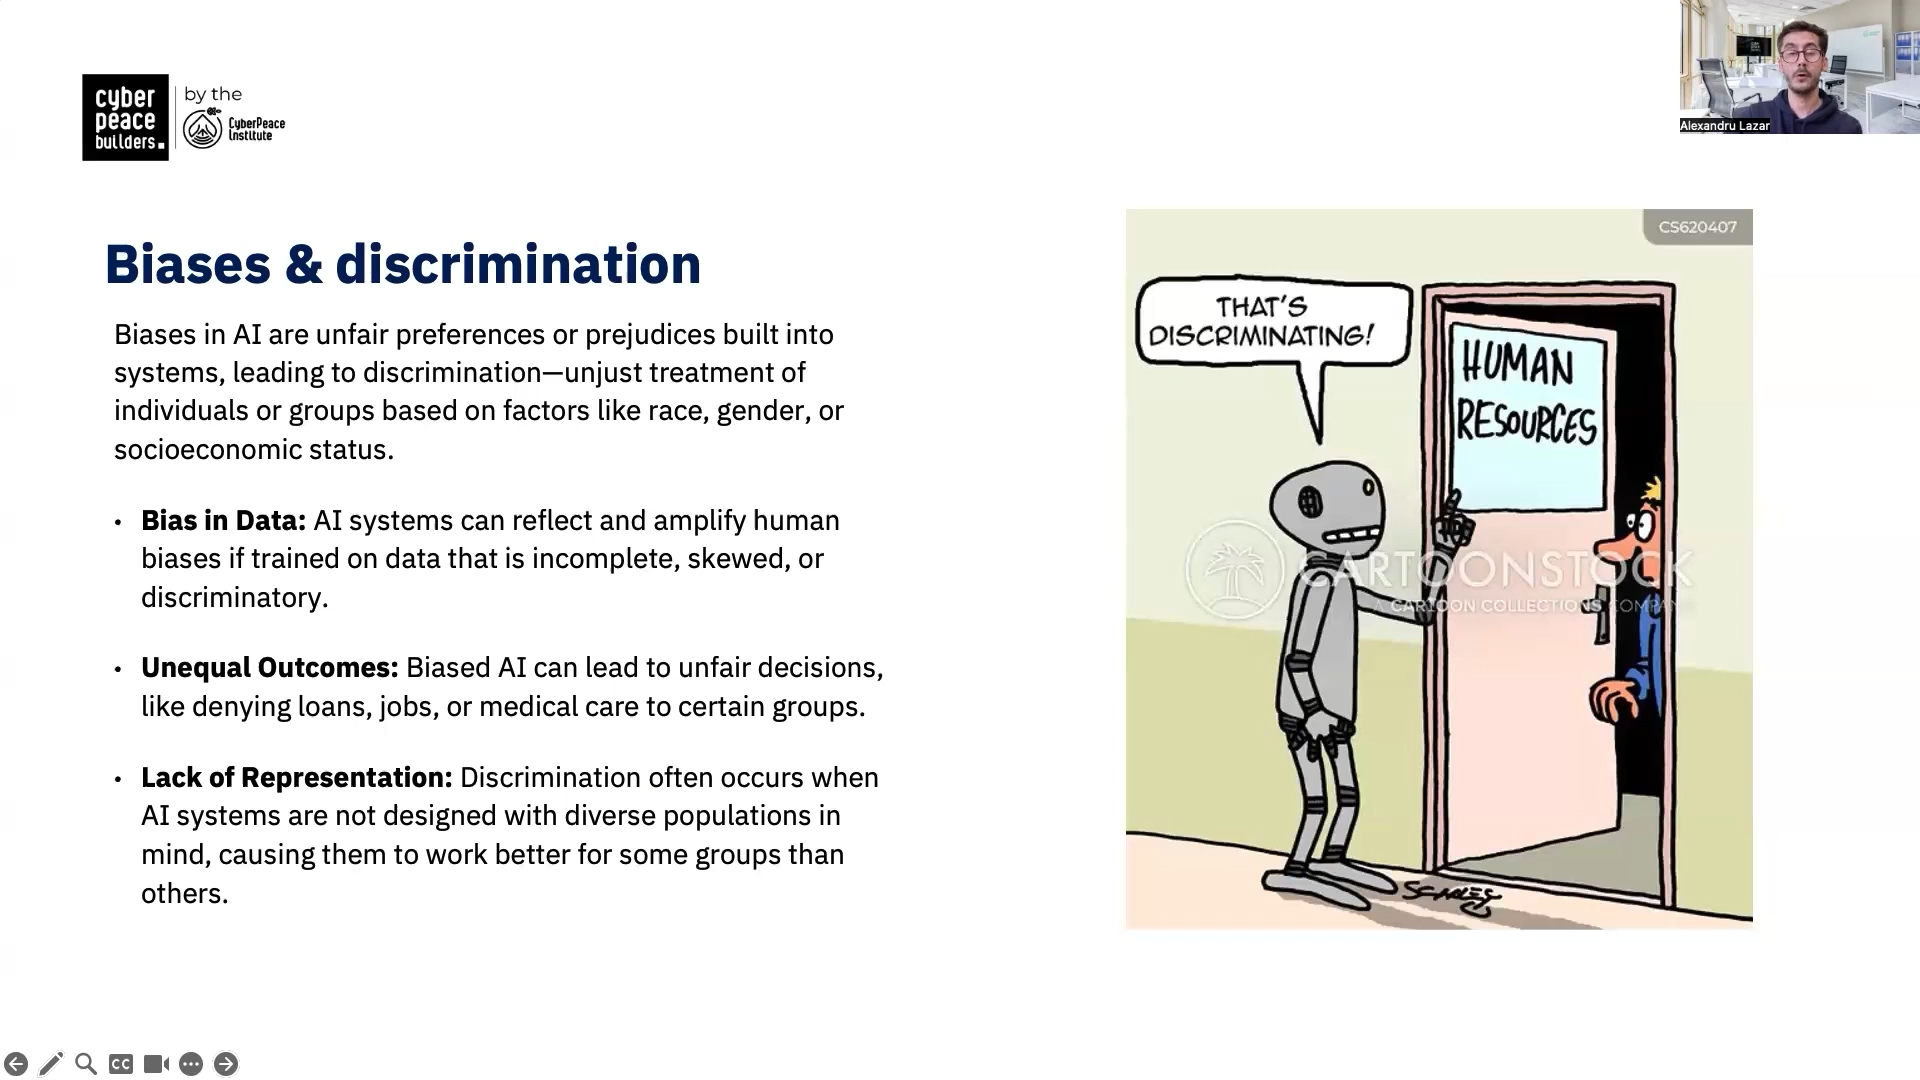 cyber
peace
builders.
by the
CyberPeace
Institute
Alexandru Lazar
Biases & discrimination
Biases in AI are unfair preferences or prejudices built into
systems, leading to discrimination—unjust treatment of
individuals or groups based on factors like race, gender, or
socioeconomic status.
• Bias in Data: AI systems can reflect and amplify human
biases if trained on data that is incomplete, skewed, or
discriminatory.
• Unequal Outcomes: Biased AI can lead to unfair decisions,
like denying loans, jobs, or medical care to certain groups.
• Lack of Representation: Discrimination often occurs when
AI systems are not designed with diverse populations in
mind, causing them to work better for some groups than
others.
CS620407
THAT'S
DISCRIMINATING!
HUMAN
RESOURCES
CARTOONSTOCK
A CARTOON COLLECTIONS COMPANY
CC